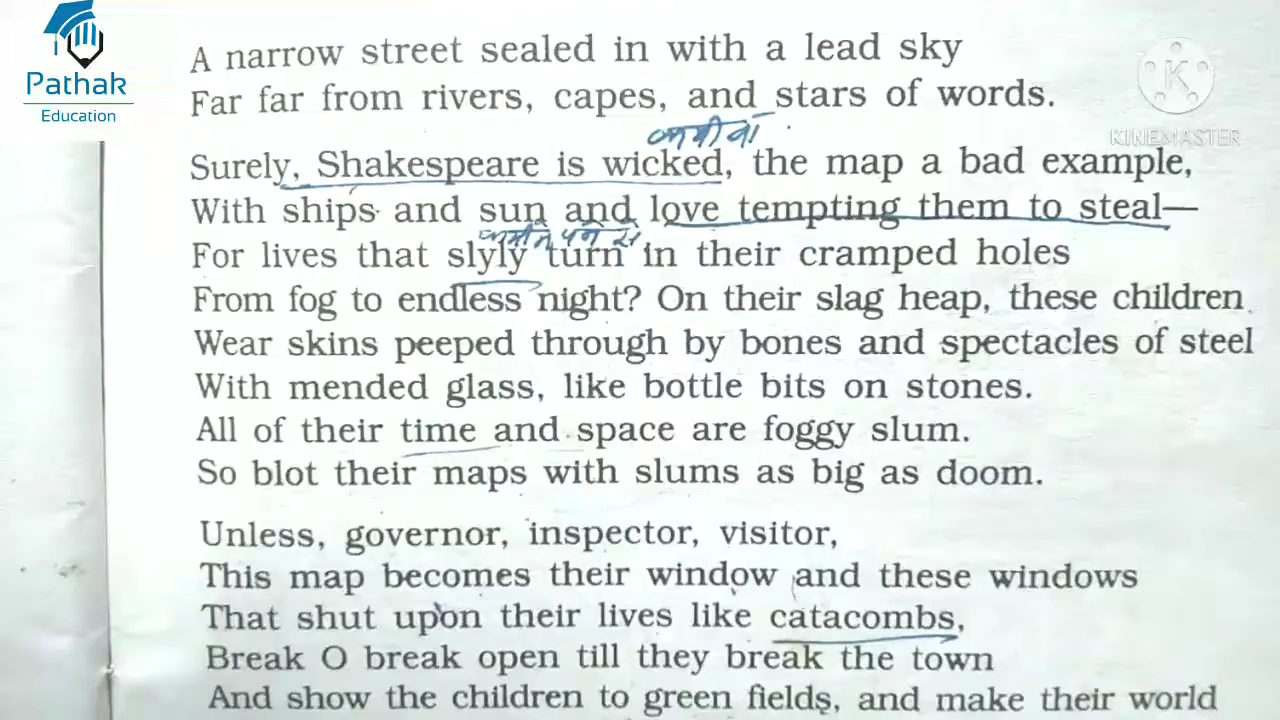 Pathak
Education
KINEMASTER
A narrow street sealed in with a lead sky
Far far from rivers, capes, and stars of words.
कमीना
Surely, Shakespeare is wicked, the map a bad example,
With ships and sun and love tempting them to steal—
कमीनेपने से
For lives that slyly turn in their cramped holes
From fog to endless night? On their slag heap, these children
Wear skins peeped through by bones and spectacles of steel
With mended glass, like bottle bits on stones.
All of their time and space are foggy slum.
So blot their maps with slums as big as doom.
Unless, governor, inspector, visitor,
This map becomes their window and these windows
That shut upon their lives like catacombs,
Break O break open till they break the town
And show the children to green fields, and make their world